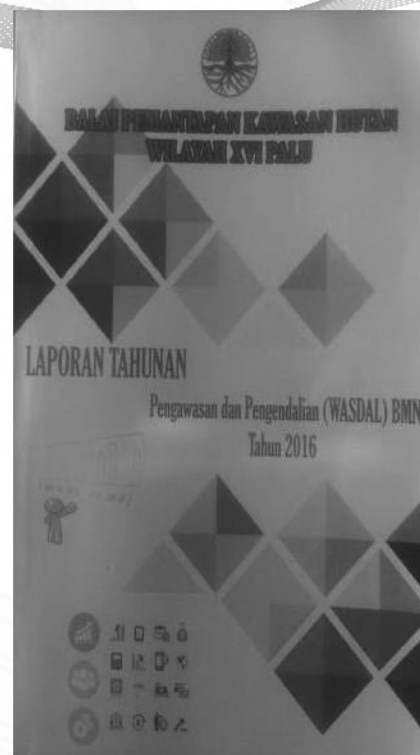 BALAI PEMANTAPAN KAWASAN HUTAN
WILAYAH XVI PALU
LAPORAN TAHUNAN
Pengawasan dan Pengendalian (WASDAL) BMN
Tahun 2016